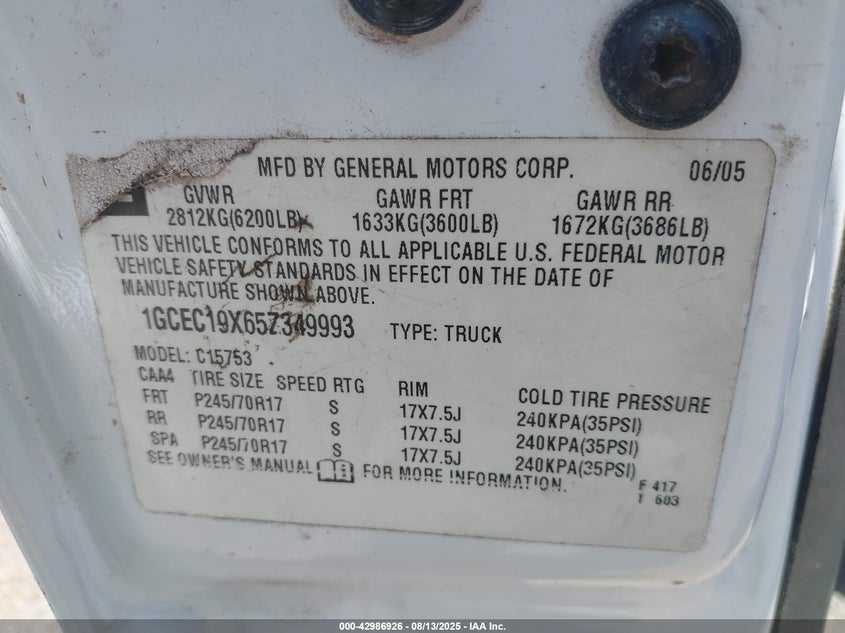 MFD BY GENERAL MOTORS CORP. 06/05
GVWR GAWR FRT GAWR RR
2812KG(6200LB) 1633KG(3600LB) 1672KG(3686LB)
THIS VEHICLE CONFORMS TO ALL APPLICABLE U.S. FEDERAL MOTOR
VEHICLE SAFETY STANDARDS IN EFFECT ON THE DATE OF
MANUFACTURE SHOWN ABOVE.
1GCEC19X65Z349993 TYPE: TRUCK
MODEL: C15753
CAA4 TIRE SIZE SPEED RTG RIM COLD TIRE PRESSURE
FRT P245/70R17 S 17X7.5J 240KPA(35PSI)
RR P245/70R17 S 17X7.5J 240KPA(35PSI)
SPA P245/70R17 S 17X7.5J 240KPA(35PSI)
SEE OWNER'S MANUAL FOR MORE INFORMATION.
F 417
T 603
000-42986926 - 08/13/2025 - IAA Inc.